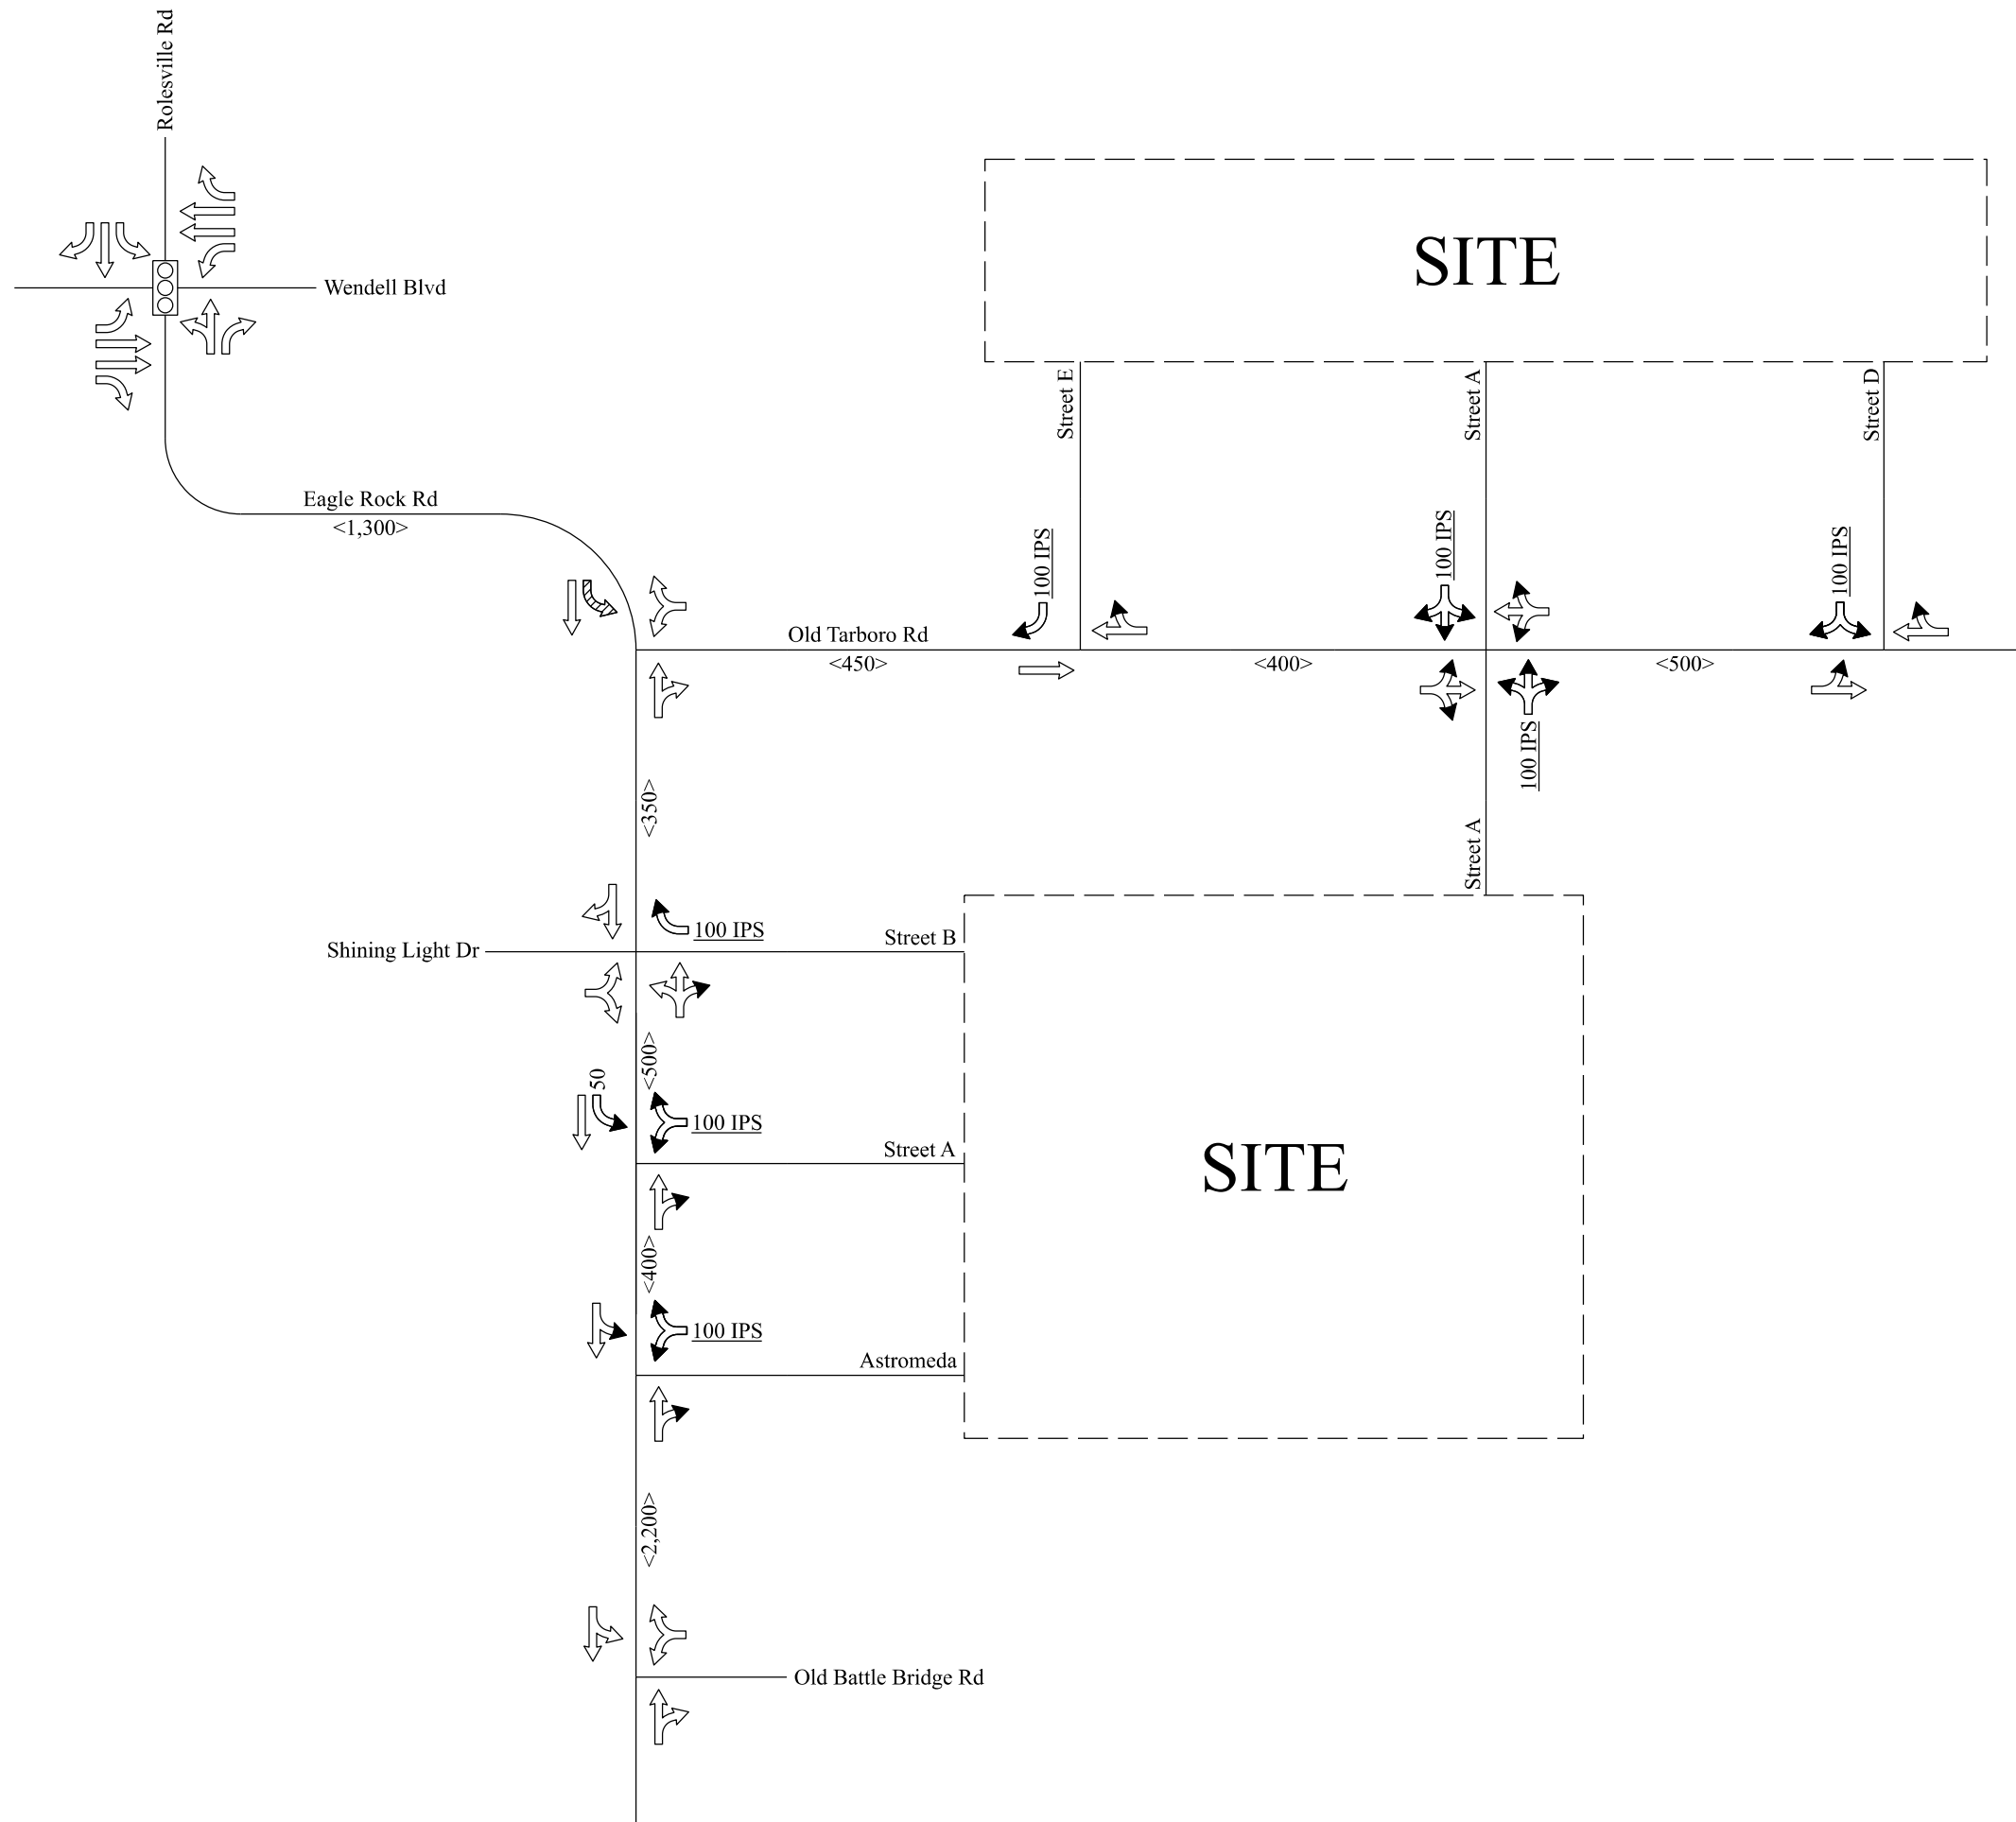 Rolesville Rd
Wendell Blvd
SITE
Street E
Street A
Street D
Eagle Rock Rd
<1,300>
100 IPS
100 IPS
100 IPS
Old Tarboro Rd
<450>
<400>
<500>
100 IPS
<350>
Street A
100 IPS
Street B
Shining Light Dr
<500>
50
100 IPS
Street A
SITE
<400>
100 IPS
Astromeda
<2,200>
Old Battle Bridge Rd